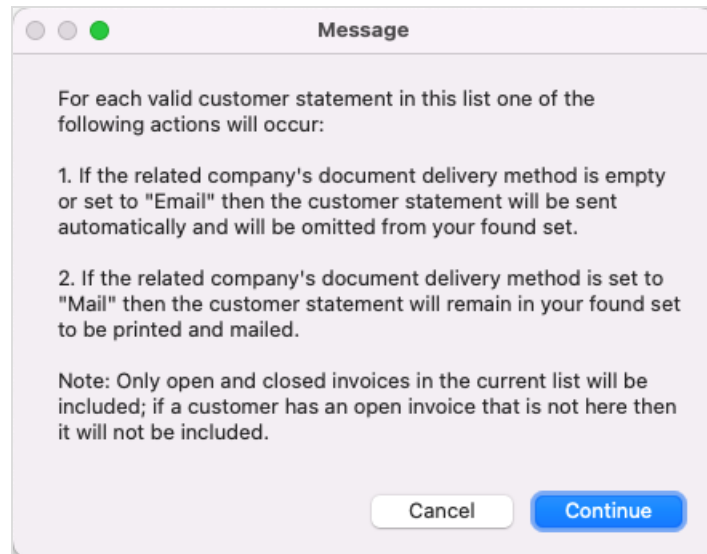 Message
For each valid customer statement in this list one of the
following actions will occur:
1. If the related company's document delivery method is empty
or set to "Email" then the customer statement will be sent
automatically and will be omitted from your found set.
2. If the related company's document delivery method is set to
"Mail" then the customer statement will remain in your found set
to be printed and mailed.
Note: Only open and closed invoices in the current list will be
included; if a customer has an open invoice that is not here then
it will not be included.
Cancel
Continue